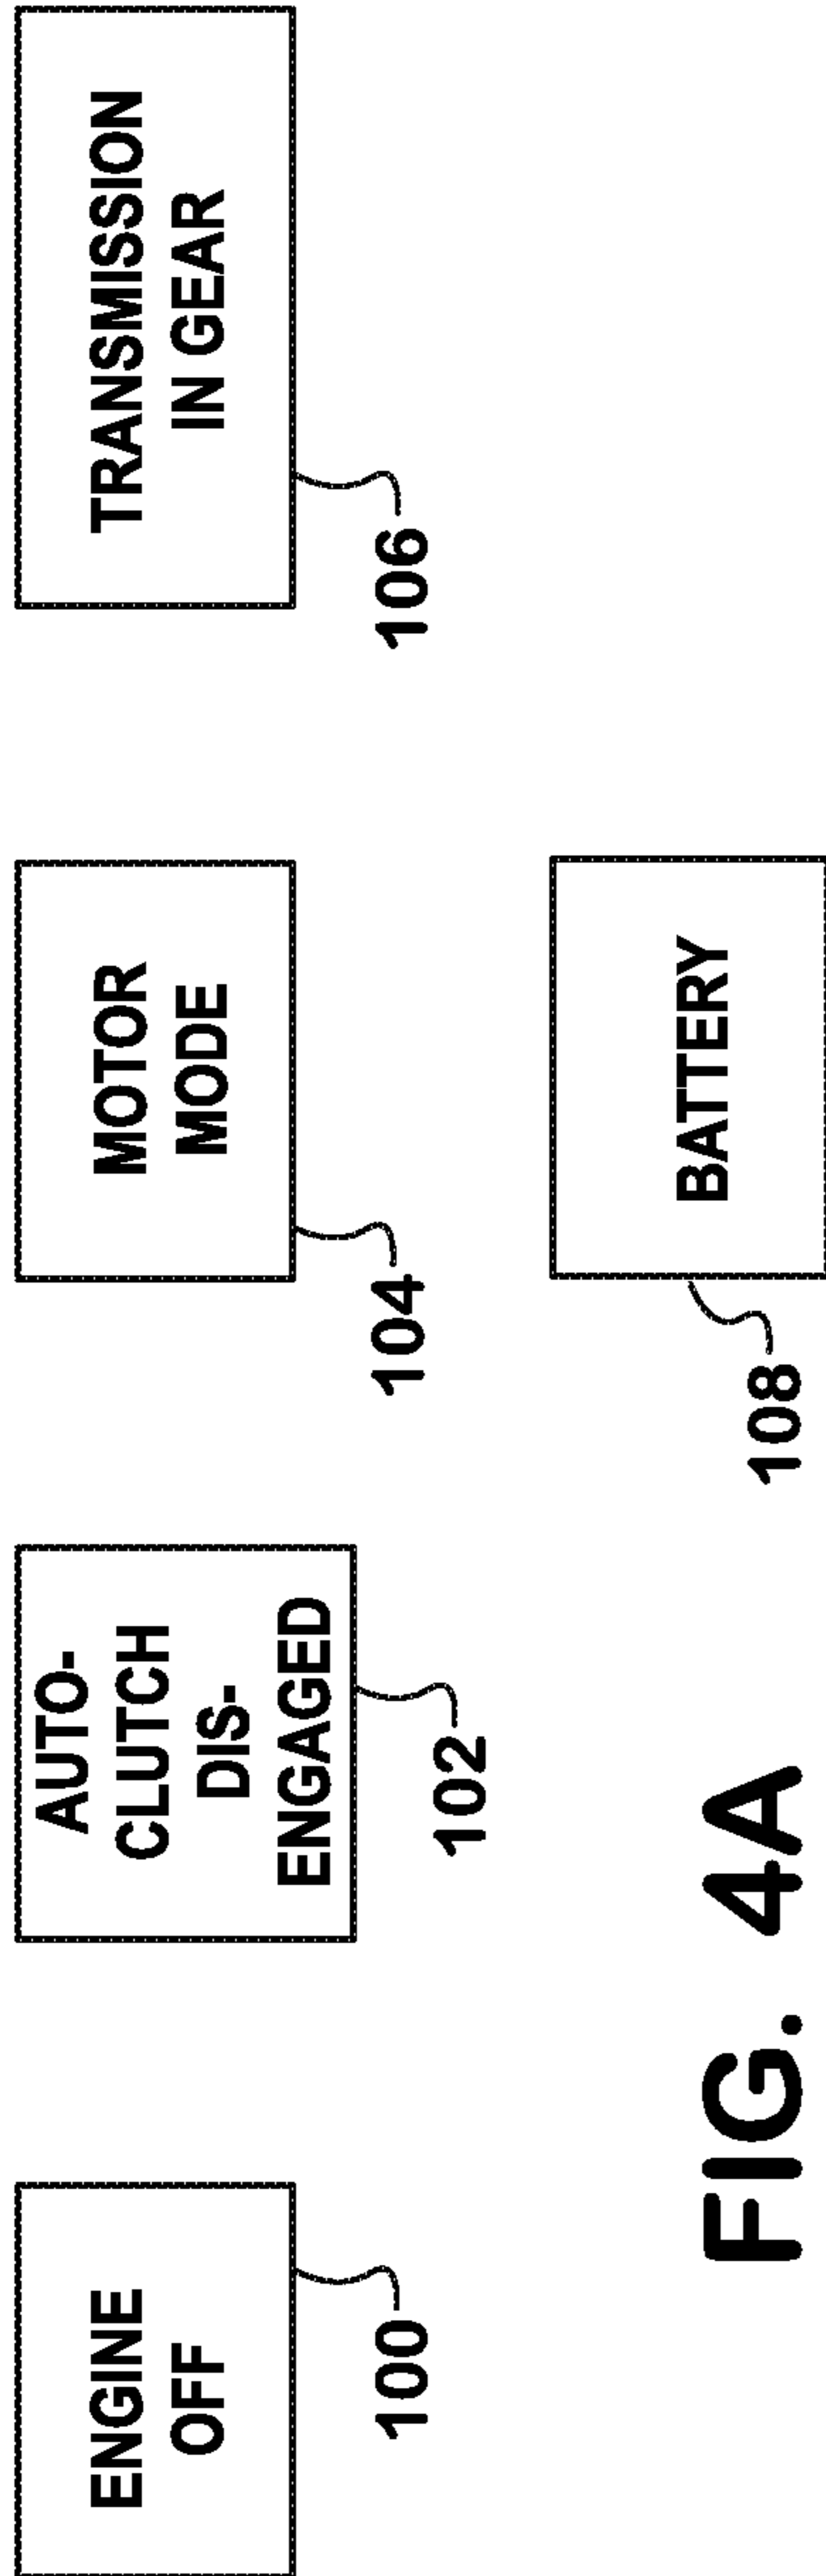 ENGINE
OFF
100
AUTO-
CLUTCH
DIS-
ENGAGED
102
MOTOR
MODE
104
TRANSMISSION
IN GEAR
106
BATTERY
108
FIG. 4A